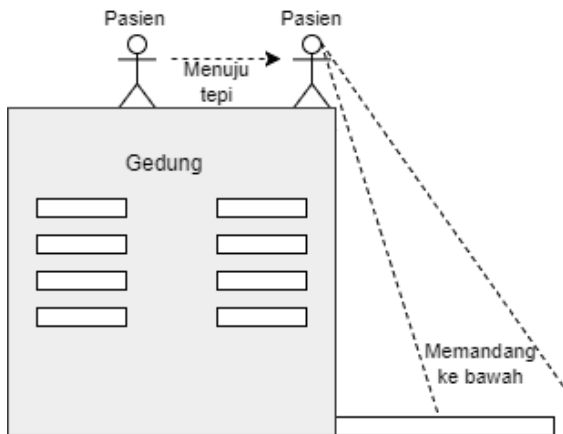 Pasien
Pasien
Menuju
tepi
Gedung
Memandang
ke bawah